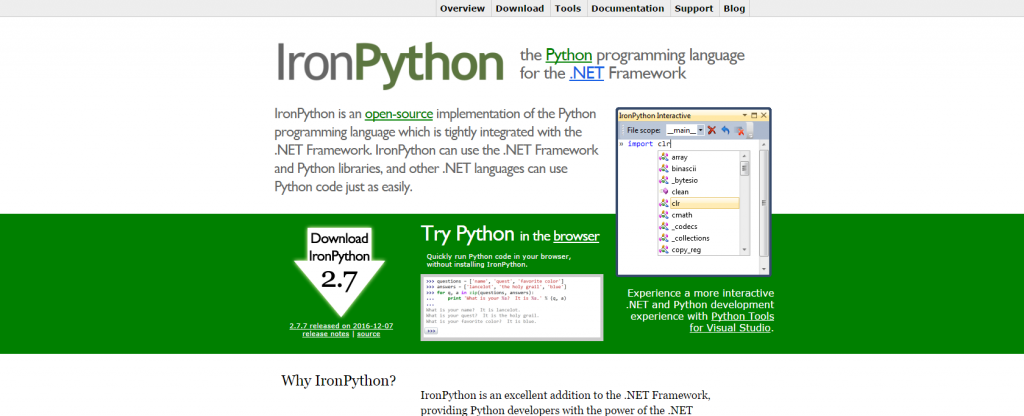 Overview Download Tools Documentation Support Blog
IronPython
the Python programming language
for the .NET Framework
IronPython is an open-source implementation of the Python
programming language which is tightly integrated with the
.NET Framework. IronPython can use the .NET Framework
and Python libraries, and other .NET languages can use
Python code just as easily.
IronPython Interactive
File scope: __main__
» import clr
array
binascii
_bytesio
clean
clr
cmath
_codecs
_collections
copy_reg
Download
IronPython
2.7
2.7.7 released on 2016-12-07
release notes | source
Try Python in the browser
Quickly run Python code in your browser,
without installing IronPython.
>>> questions = ['name', 'quest', 'favorite color']
>>> answers = ['lancelot', 'the holy grail', 'blue']
>>> for q, a in zip(questions, answers):
... print 'What is your %s? It is %s.' % (q, a)
...
What is your name? It is lancelot.
What is your quest? It is the holy grail.
What is your favorite color? It is blue.
>>>
Experience a more interactive
.NET and Python development
experience with Python Tools
for Visual Studio.
Why IronPython?
IronPython is an excellent addition to the .NET Framework,
providing Python developers with the power of the .NET